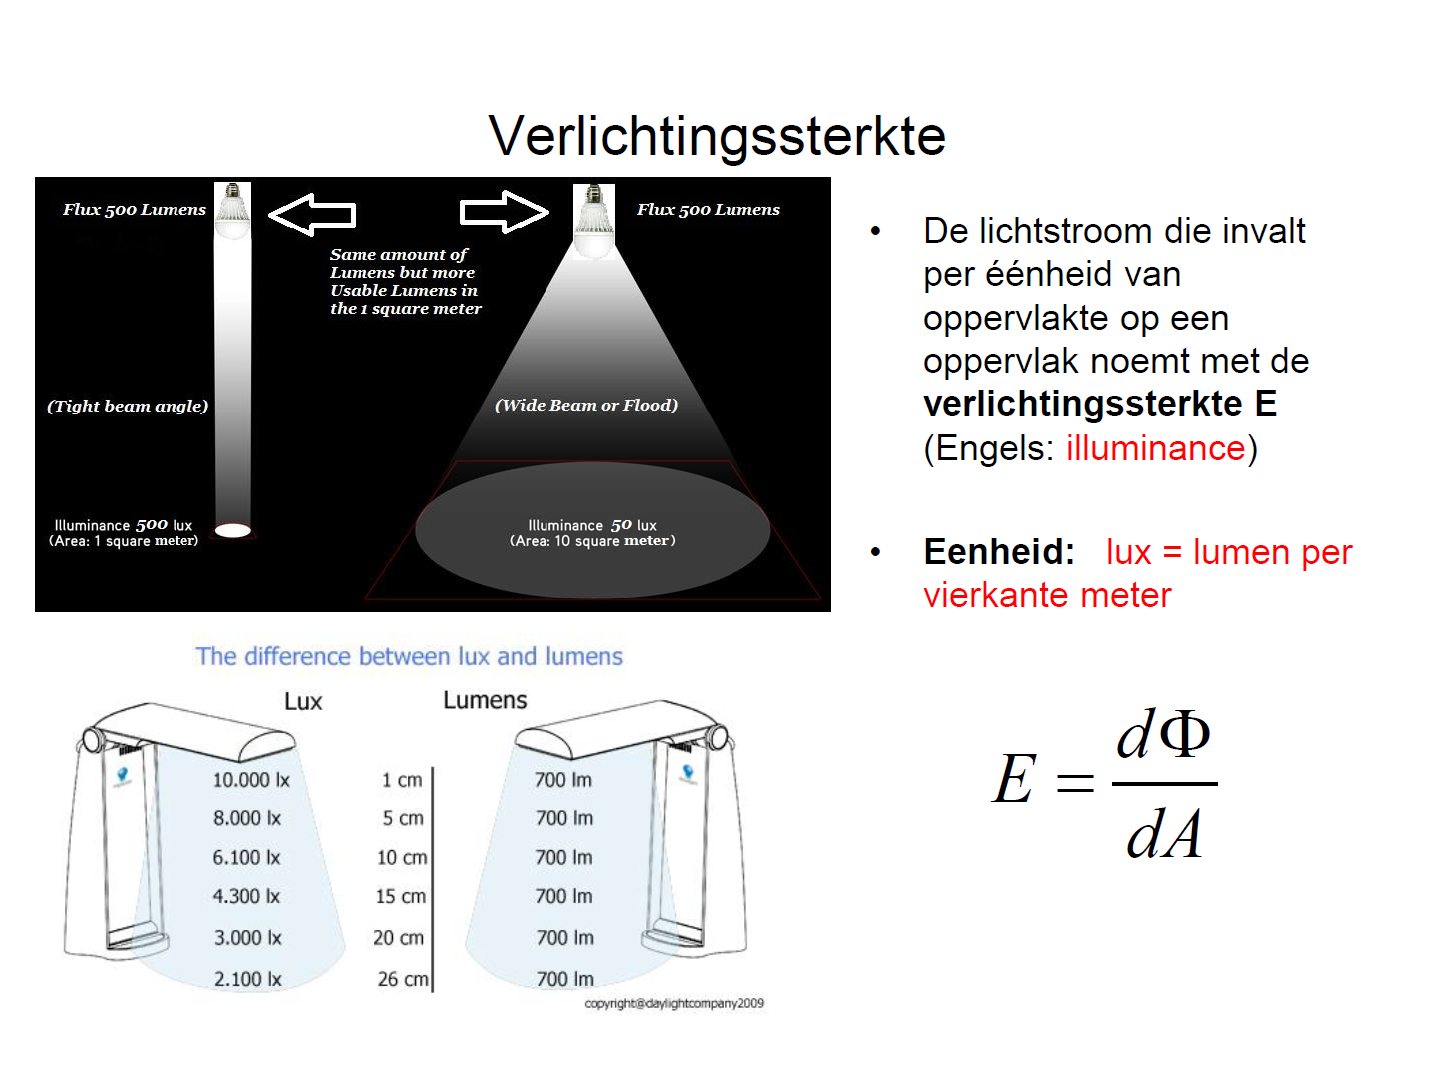 Verlichtingssterkte
Flux 500 Lumens
Flux 500 Lumens
Same amount of
Lumens but more
Usable Lumens in
the 1 square meter
(Tight beam angle)
(Wide Beam or Flood)
Illuminance 500 lux
(Area: 1 square meter)
Illuminance 50 lux
(Area: 10 square meter)
• De lichtstroom die invalt
per éénheid van
oppervlakte op een
oppervlak noemt met de
verlichtingssterkte E
(Engels: illuminance)
• Eenheid: lux = lumen per
vierkante meter
E = dΦ / dA
The difference between lux and lumens
Lux Lumens
10.000 lx 1 cm 700 lm
8.000 lx 5 cm 700 lm
6.100 lx 10 cm 700 lm
4.300 lx 15 cm 700 lm
3.000 lx 20 cm 700 lm
2.100 lx 26 cm 700 lm
copyright@daylightcompany2009